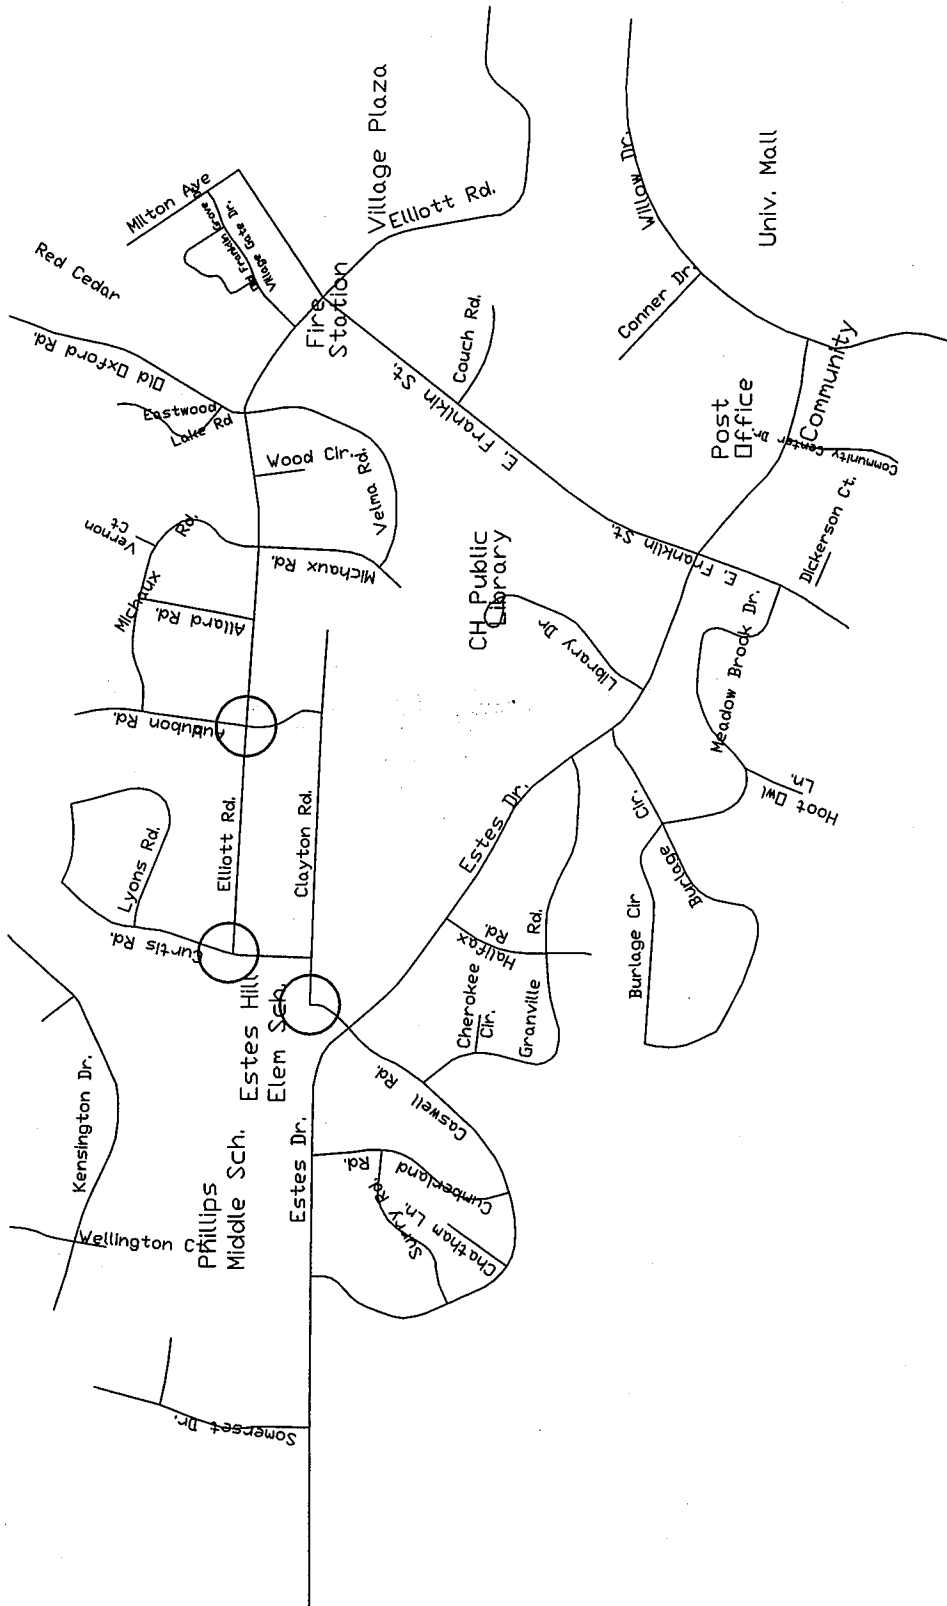 Milton Ave
Red Cedar
Old Franklin Grove
Village Gate Dr.
Village Plaza
Elliott Rd.
Old Oxford Rd.
Fire
Station
Eastwood
Lake Rd
Wood Cir.
Velma Rd.
Vernon
Ct
Michaux
Rd.
Michaux Rd.
Allard Rd.
Audubon Rd.
Elliott Rd.
Clayton Rd.
Lyons Rd.
Curtis Rd.
Willow Dr.
Univ. Mall
Conner Dr.
Couch Rd.
E. Franklkin St.
Post
Office
Community
Community Center Dr.
Dickerson Ct.
E. Franklin St.
CH Public
Library
Library Dr
Meadow Brook Dr.
Hoot Owl
Ln.
Estes Dr.
Burlage
Cir.
Burlage Cir
Halifax
Rd.
Granville
Rd.
Cherokee
Cir.
Estes Hill
Elem Sch.
Caswell
Rd.
Kensington Dr.
Wellington Ct
Phillips
Middle Sch.
Estes Dr.
Cumberland
Rd.
Surry Rd.
Chatham Ln.
Somerset Dr.